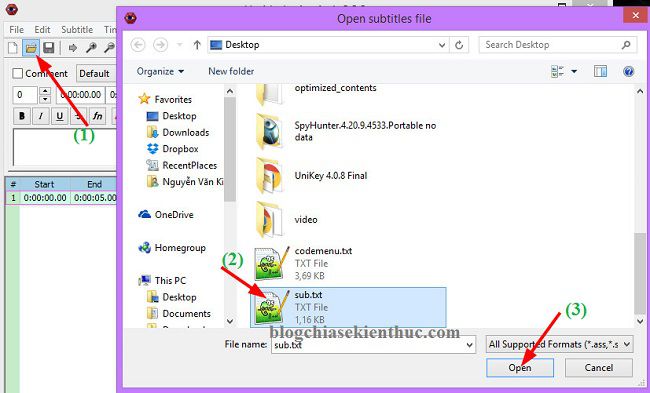 Open subtitles file
File Edit Subtitle
Desktop
Search Desktop
Organize
New folder
Comment
Default
0
0:00:00.00
B I U S fn
(1)
# Start End
1 0:00:00.00 0:00:05.00
Favorites
Desktop
Downloads
Dropbox
RecentPlaces
Nguyễn Văn Ki
OneDrive
Homegroup
This PC
Desktop
Documents
optimized_contents
SpyHunter.4.20.9.4533.Portable no
data
UniKey 4.0.8 Final
video
codemenu.txt
TXT File
3,69 KB
(2)
sub.txt
TXT File
1,16 KB
(3)
blogchiasekienthuc.com
File name:
sub.txt
All Supported Formats (*.ass,*.s
Open
Cancel